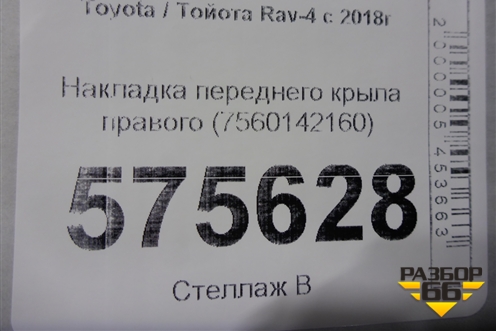 Toyota / Тойота Rav-4 с 2018г
Накладка переднего крыла
правого (7560142160)
575628
Стеллаж В
2000005453663
РАЗБОР
66